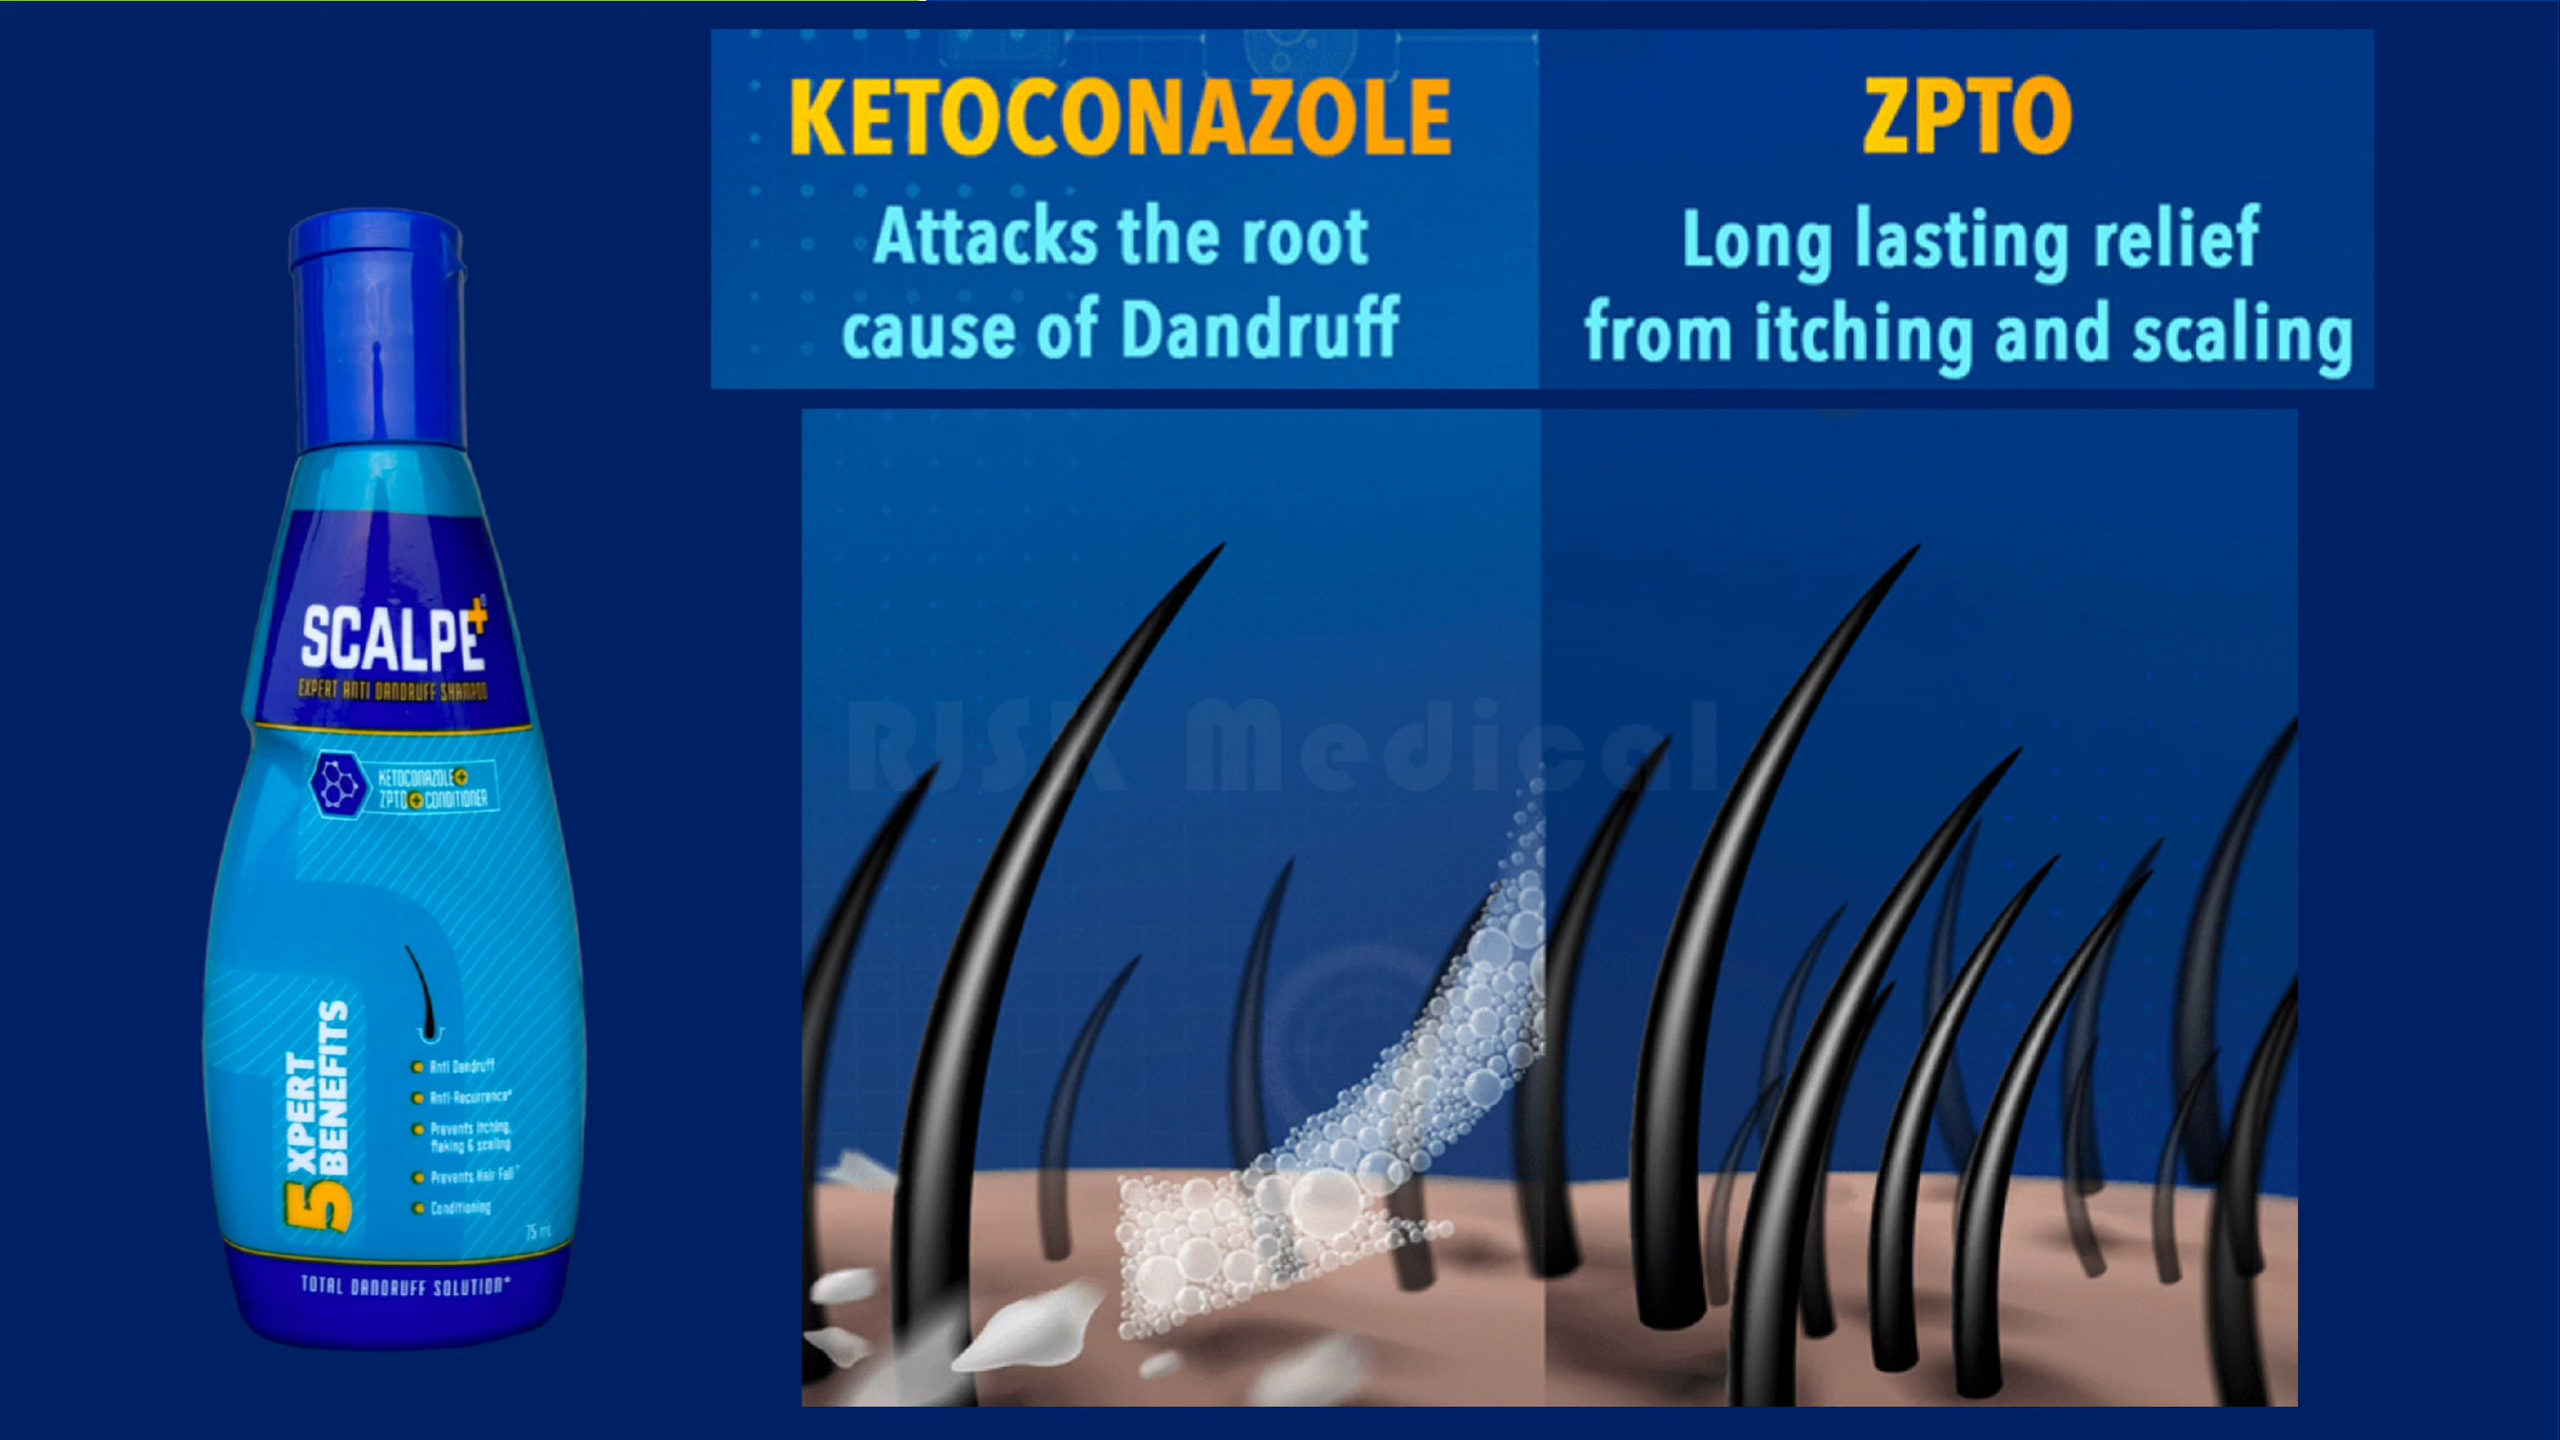 KETOCONAZOLE
Attacks the root
cause of Dandruff
ZPTO
Long lasting relief
from itching and scaling
SCALPE+
EXPERT ANTI DANDRUFF SHAMPOO
KETOCONAZOLE+
ZPTO+CONDITIONER
5 XPERT
BENEFITS
Anti Dandruff
Anti-Recurrence*
Prevents Itching,
flaking & scaling
Prevents Hair Fall
Conditioning
75 mL
TOTAL DANDRUFF SOLUTION*
RJSK Medical